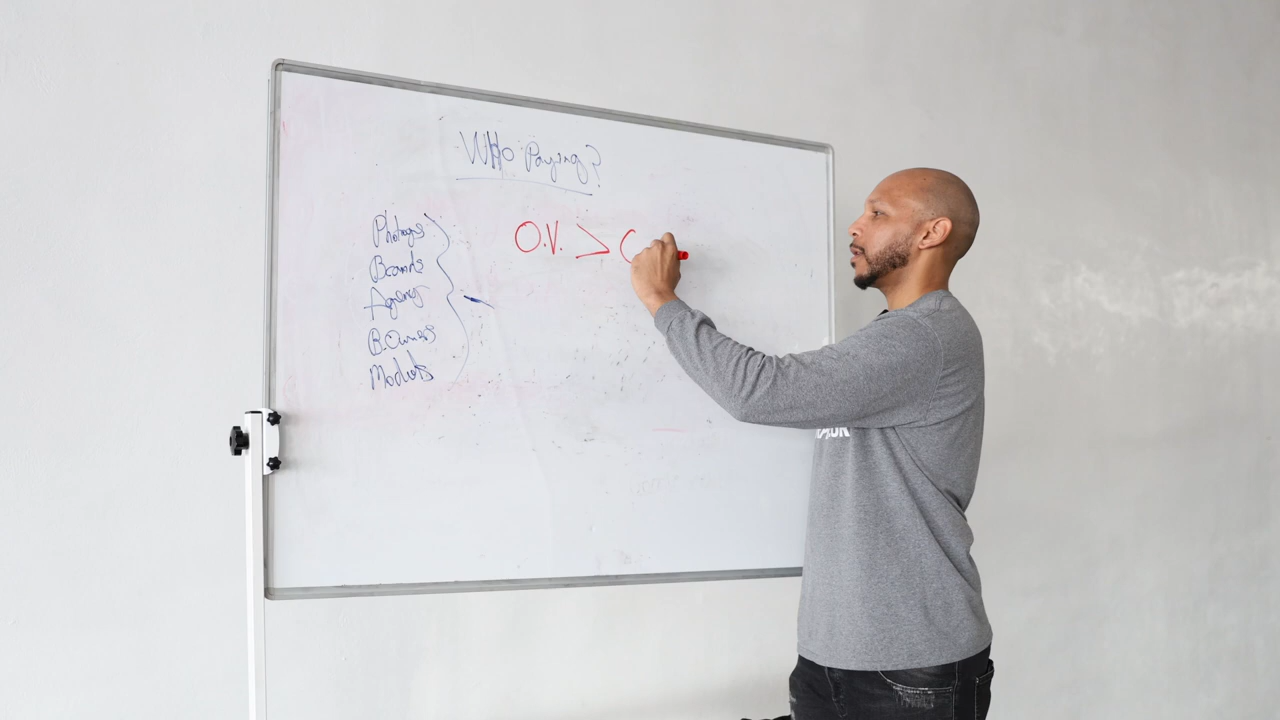 WHo Paying?
O.V. > C
Photogs
Brands
Agency
B.Owners
Models